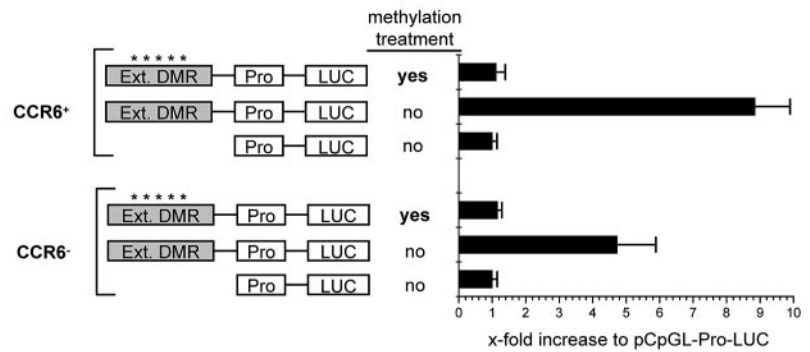 methylation
treatment
* * * * *
Ext. DMR Pro LUC yes
CCR6+ Ext. DMR Pro LUC no
Pro LUC no
* * * * *
Ext. DMR Pro LUC yes
CCR6- Ext. DMR Pro LUC no
Pro LUC no
0 1 2 3 4 5 6 7 8 9 10
x-fold increase to pCpGL-Pro-LUC